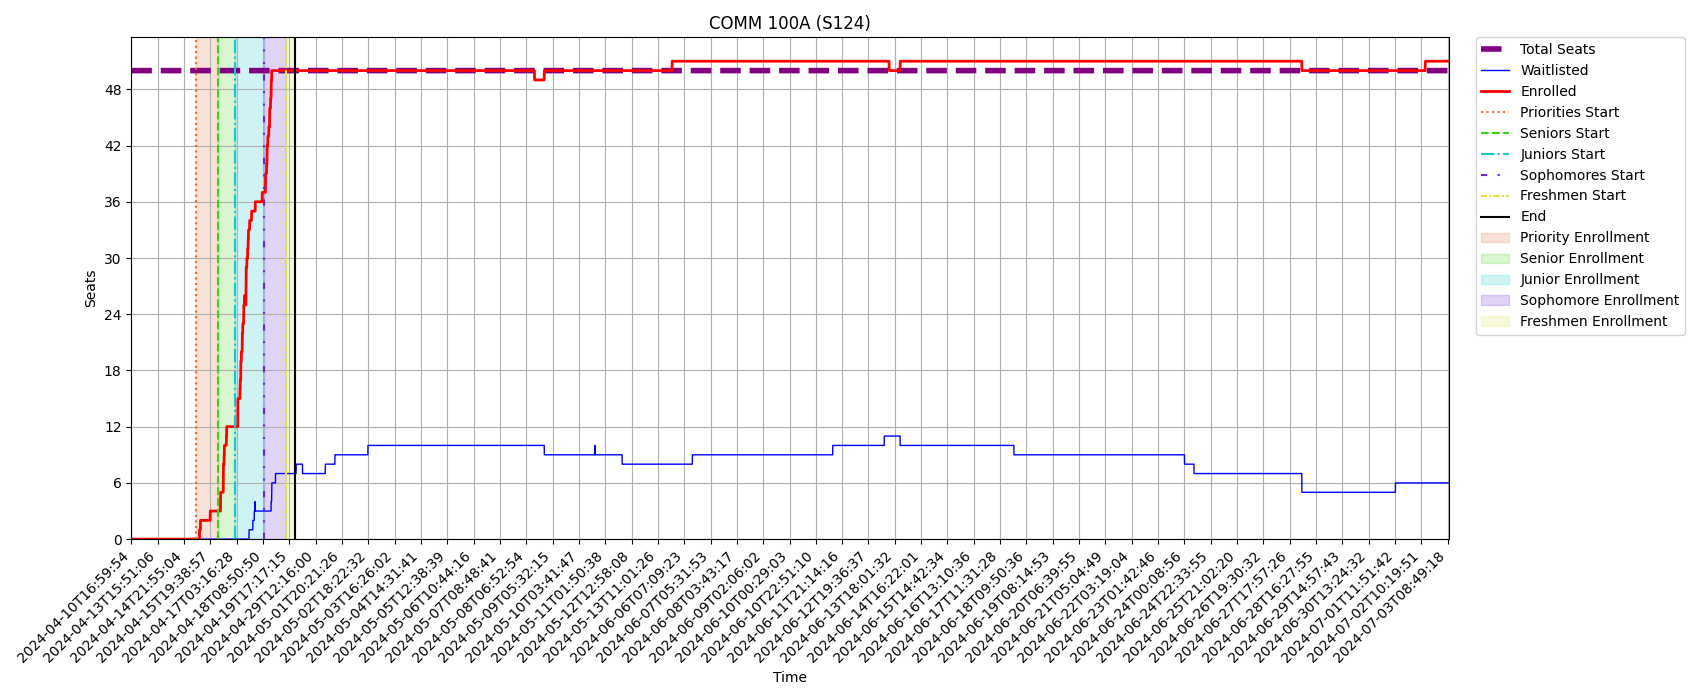 COMM 100A (S124)
Total Seats
Waitlisted
Enrolled
Priorities Start
Seniors Start
Juniors Start
Sophomores Start
Freshmen Start
End
Priority Enrollment
Senior Enrollment
Junior Enrollment
Sophomore Enrollment
Freshmen Enrollment
Seats
48
42
36
30
24
18
12
6
0
2024-04-10T16:59:54
2024-04-13T15:51:06
2024-04-14T21:55:04
2024-04-15T19:38:57
2024-04-17T03:16:28
2024-04-18T08:50:50
2024-04-19T17:17:15
2024-04-29T12:16:00
2024-05-01T20:21:26
2024-05-02T18:22:32
2024-05-03T16:26:02
2024-05-04T14:31:41
2024-05-05T12:38:39
2024-05-06T10:44:16
2024-05-07T08:48:41
2024-05-08T06:52:54
2024-05-09T05:32:15
2024-05-10T03:41:47
2024-05-11T01:50:38
2024-05-12T12:58:08
2024-05-13T11:01:26
2024-06-06T07:09:23
2024-06-07T05:31:53
2024-06-08T03:43:17
2024-06-09T02:06:02
2024-06-10T00:29:03
2024-06-10T22:51:10
2024-06-11T21:14:16
2024-06-12T19:36:37
2024-06-13T18:01:32
2024-06-14T16:22:01
2024-06-15T14:42:34
2024-06-16T13:10:36
2024-06-17T11:31:28
2024-06-18T09:50:36
2024-06-19T08:14:53
2024-06-20T06:39:55
2024-06-21T05:04:49
2024-06-22T03:19:04
2024-06-23T01:42:46
2024-06-24T00:08:56
2024-06-24T22:33:55
2024-06-25T21:02:20
2024-06-26T19:30:32
2024-06-27T17:57:26
2024-06-28T16:27:55
2024-06-29T14:57:43
2024-06-30T13:24:32
2024-07-01T11:51:42
2024-07-02T10:19:51
2024-07-03T08:49:18
Time